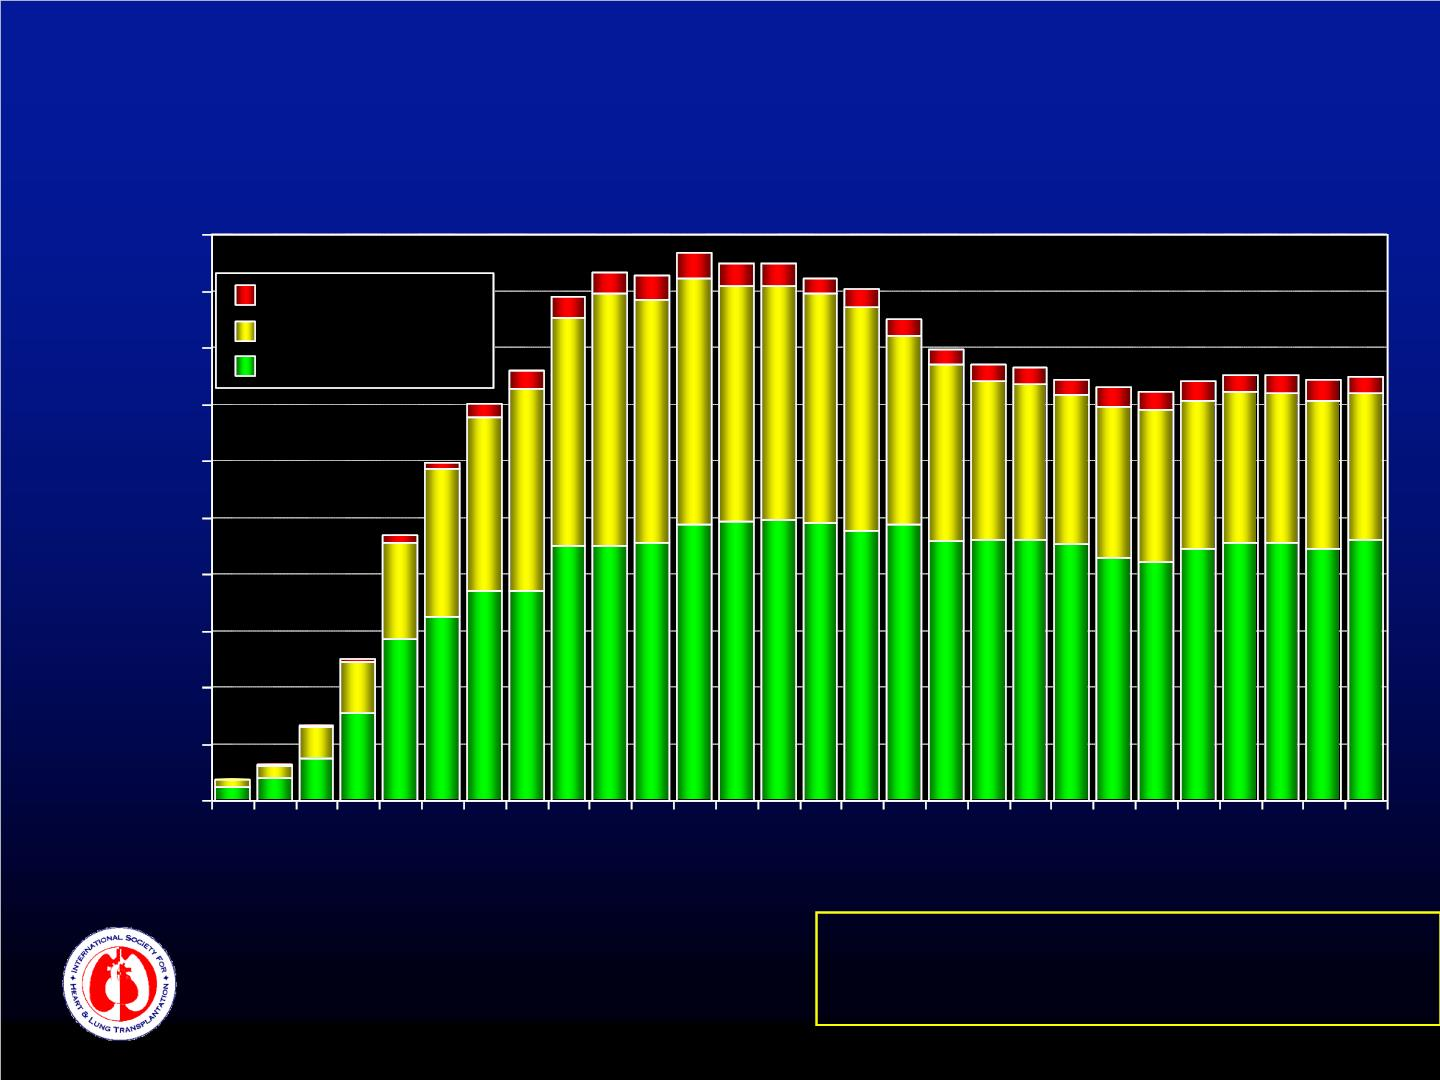 INTERNATIONAL SOCIETY FOR
HEART & LUNG TRANSPLANTATION